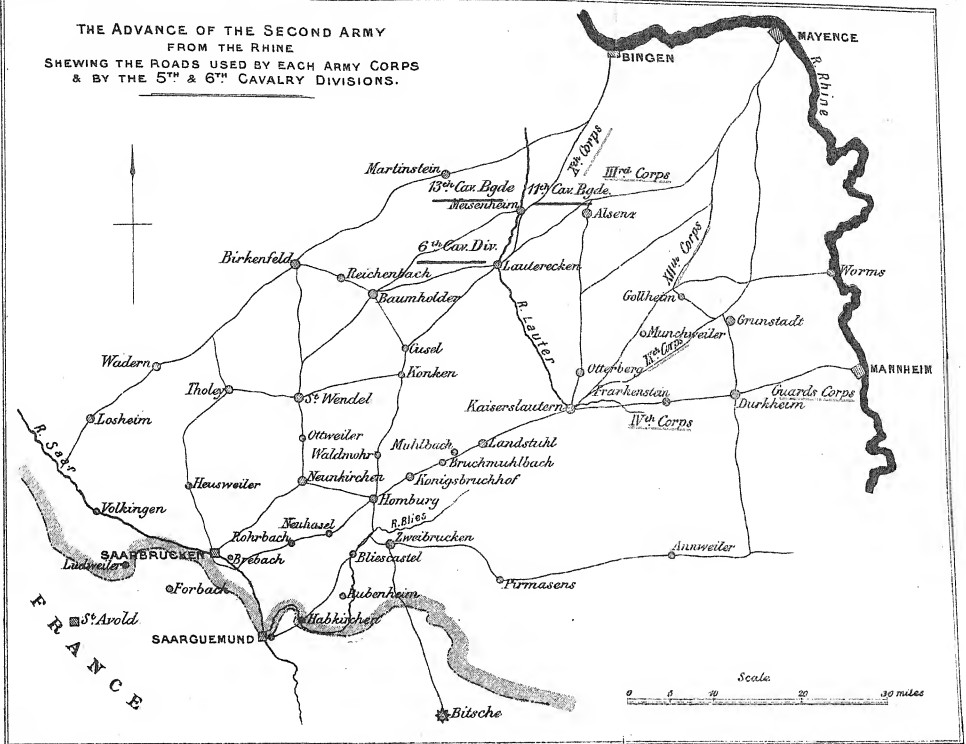 THE ADVANCE OF THE SECOND ARMY
FROM THE RHINE
SHEWING THE ROADS USED BY EACH ARMY CORPS
& BY THE 5TH & 6TH CAVALRY DIVISIONS.
BINGEN
MAYENCE
R. Rhine
Xth Corps
Martinstein
13th Cav. Bgde
11th Cav. Bgde.
IIIrd Corps
Meisenheim
Alsenz
6th Cav. Div.
XIIth Corps
Birkenfeld
Reichenbach
Lauterecken
Worms
Baumholder
Gollheim
R. Lauter
Munchweiler
Grunstadt
IXth Corps
Cusel
Wadern
Konken
Otterberg
MANNHEIM
Tholey
St Wendel
Frankenstein
Guards Corps
Kaiserslautern
Durkheim
Losheim
IVth Corps
R. Saar
Ottweiler
Waldmohr
Muhlbach
Landstuhl
Bruchmuhlbach
Heusweiler
Neunkirchen
Konigsbruchhof
Homburg
Volkingen
R. Blies
Neuhasel
Rohrbach
Zweibrucken
SAARBRUCKEN
Brebach
Bliescastel
Annweiler
Ludweiler
Pirmasens
Forbach
Rubenheim
FRANCE
St. Avold
Habkirchen
SAARGUEMUND
Bitsche
Scale
0 5 10 20 30 miles